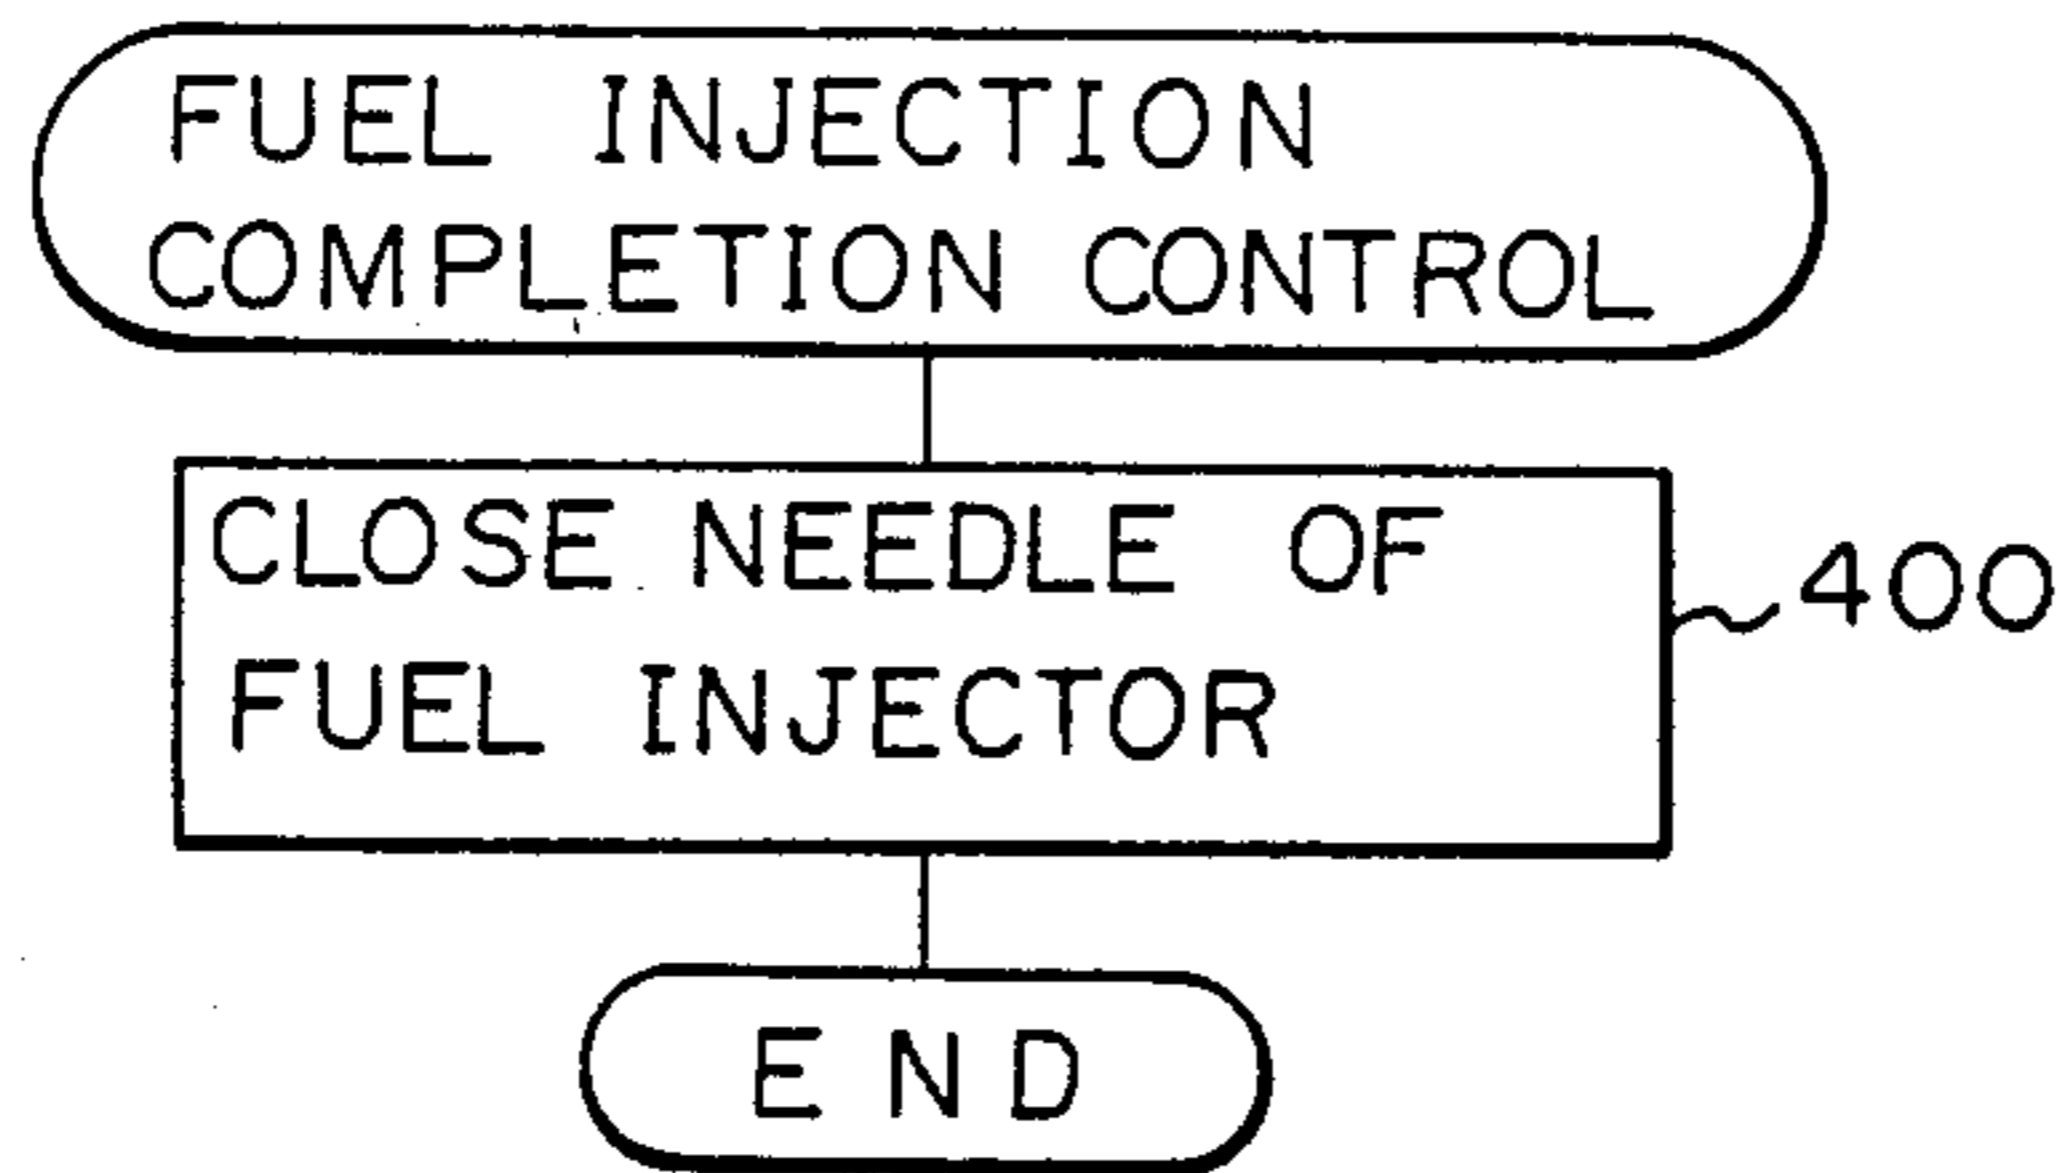 FUEL INJECTION
COMPLETION CONTROL
CLOSE NEEDLE OF
FUEL INJECTOR
400
END